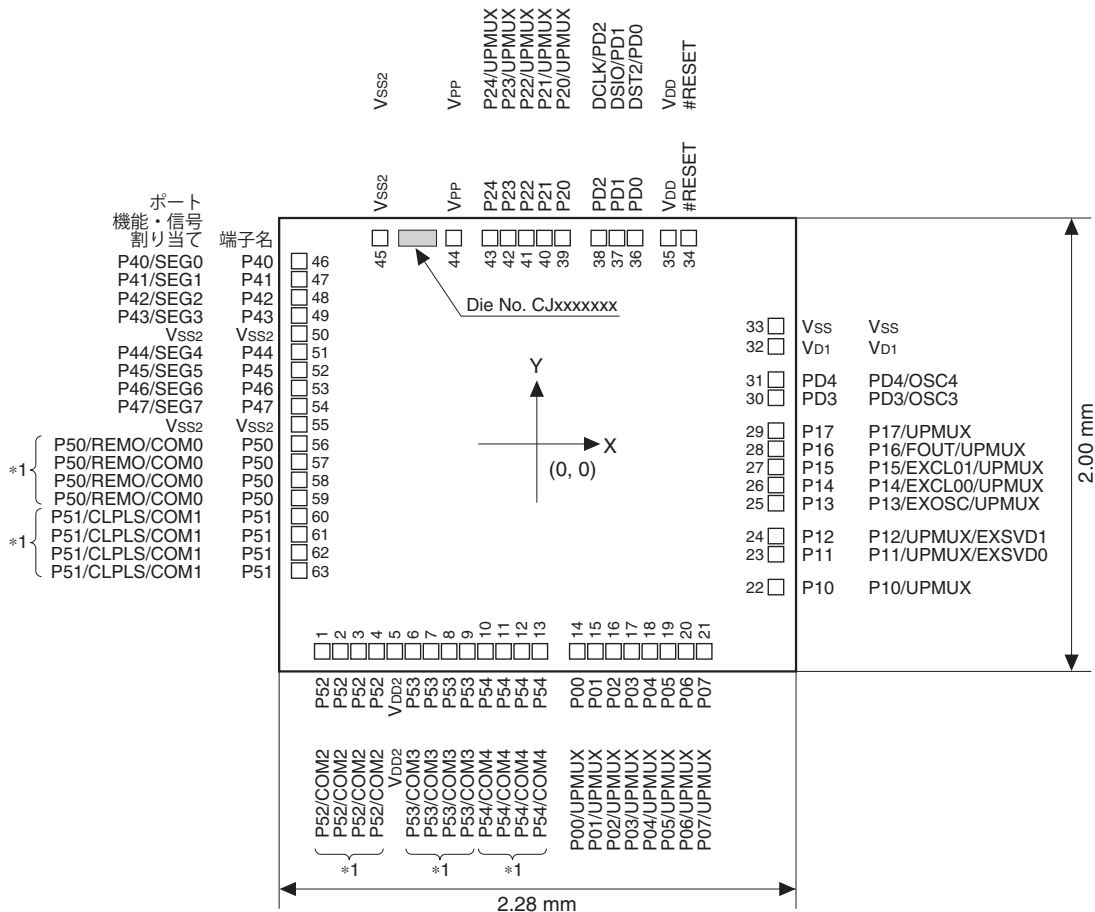 VSS2
VPP
P24/UPMUX
P23/UPMUX
P22/UPMUX
P21/UPMUX
P20/UPMUX
DCLK/PD2
DSIO/PD1
DST2/PD0
VDD
#RESET
VSS2
VPP
P24
P23
P22
P21
P20
PD2
PD1
PD0
VDD
#RESET
45
44
43
42
41
40
39
38
37
36
35
34
Die No. CJxxxxxxx
ポート
機能・信号
割り当て 端子名
P40/SEG0 P40 46
P41/SEG1 P41 47
P42/SEG2 P42 48
P43/SEG3 P43 49
VSS2 VSS2 50
P44/SEG4 P44 51
P45/SEG5 P45 52
P46/SEG6 P46 53
P47/SEG7 P47 54
VSS2 VSS2 55
P50/REMO/COM0 P50 56
P50/REMO/COM0 P50 57
P50/REMO/COM0 P50 58
P50/REMO/COM0 P50 59
*1
P51/CLPLS/COM1 P51 60
P51/CLPLS/COM1 P51 61
P51/CLPLS/COM1 P51 62
P51/CLPLS/COM1 P51 63
*1
Y
X
(0, 0)
33 VSS VSS
32 VD1 VD1
31 PD4 PD4/OSC4
30 PD3 PD3/OSC3
29 P17 P17/UPMUX
28 P16 P16/FOUT/UPMUX
27 P15 P15/EXCL01/UPMUX
26 P14 P14/EXCL00/UPMUX
25 P13 P13/EXOSC/UPMUX
24 P12 P12/UPMUX/EXSVD1
23 P11 P11/UPMUX/EXSVD0
22 P10 P10/UPMUX
2.00 mm
1
2
3
4
5
6
7
8
9
10
11
12
13
14
15
16
17
18
19
20
21
P52
P52
P52
P52
VDD2
P53
P53
P53
P53
P54
P54
P54
P54
P00
P01
P02
P03
P04
P05
P06
P07
P52/COM2
P52/COM2
P52/COM2
P52/COM2
VDD2
P53/COM3
P53/COM3
P53/COM3
P53/COM3
P54/COM4
P54/COM4
P54/COM4
P54/COM4
P00/UPMUX
P01/UPMUX
P02/UPMUX
P03/UPMUX
P04/UPMUX
P05/UPMUX
P06/UPMUX
P07/UPMUX
*1
*1
*1
2.28 mm